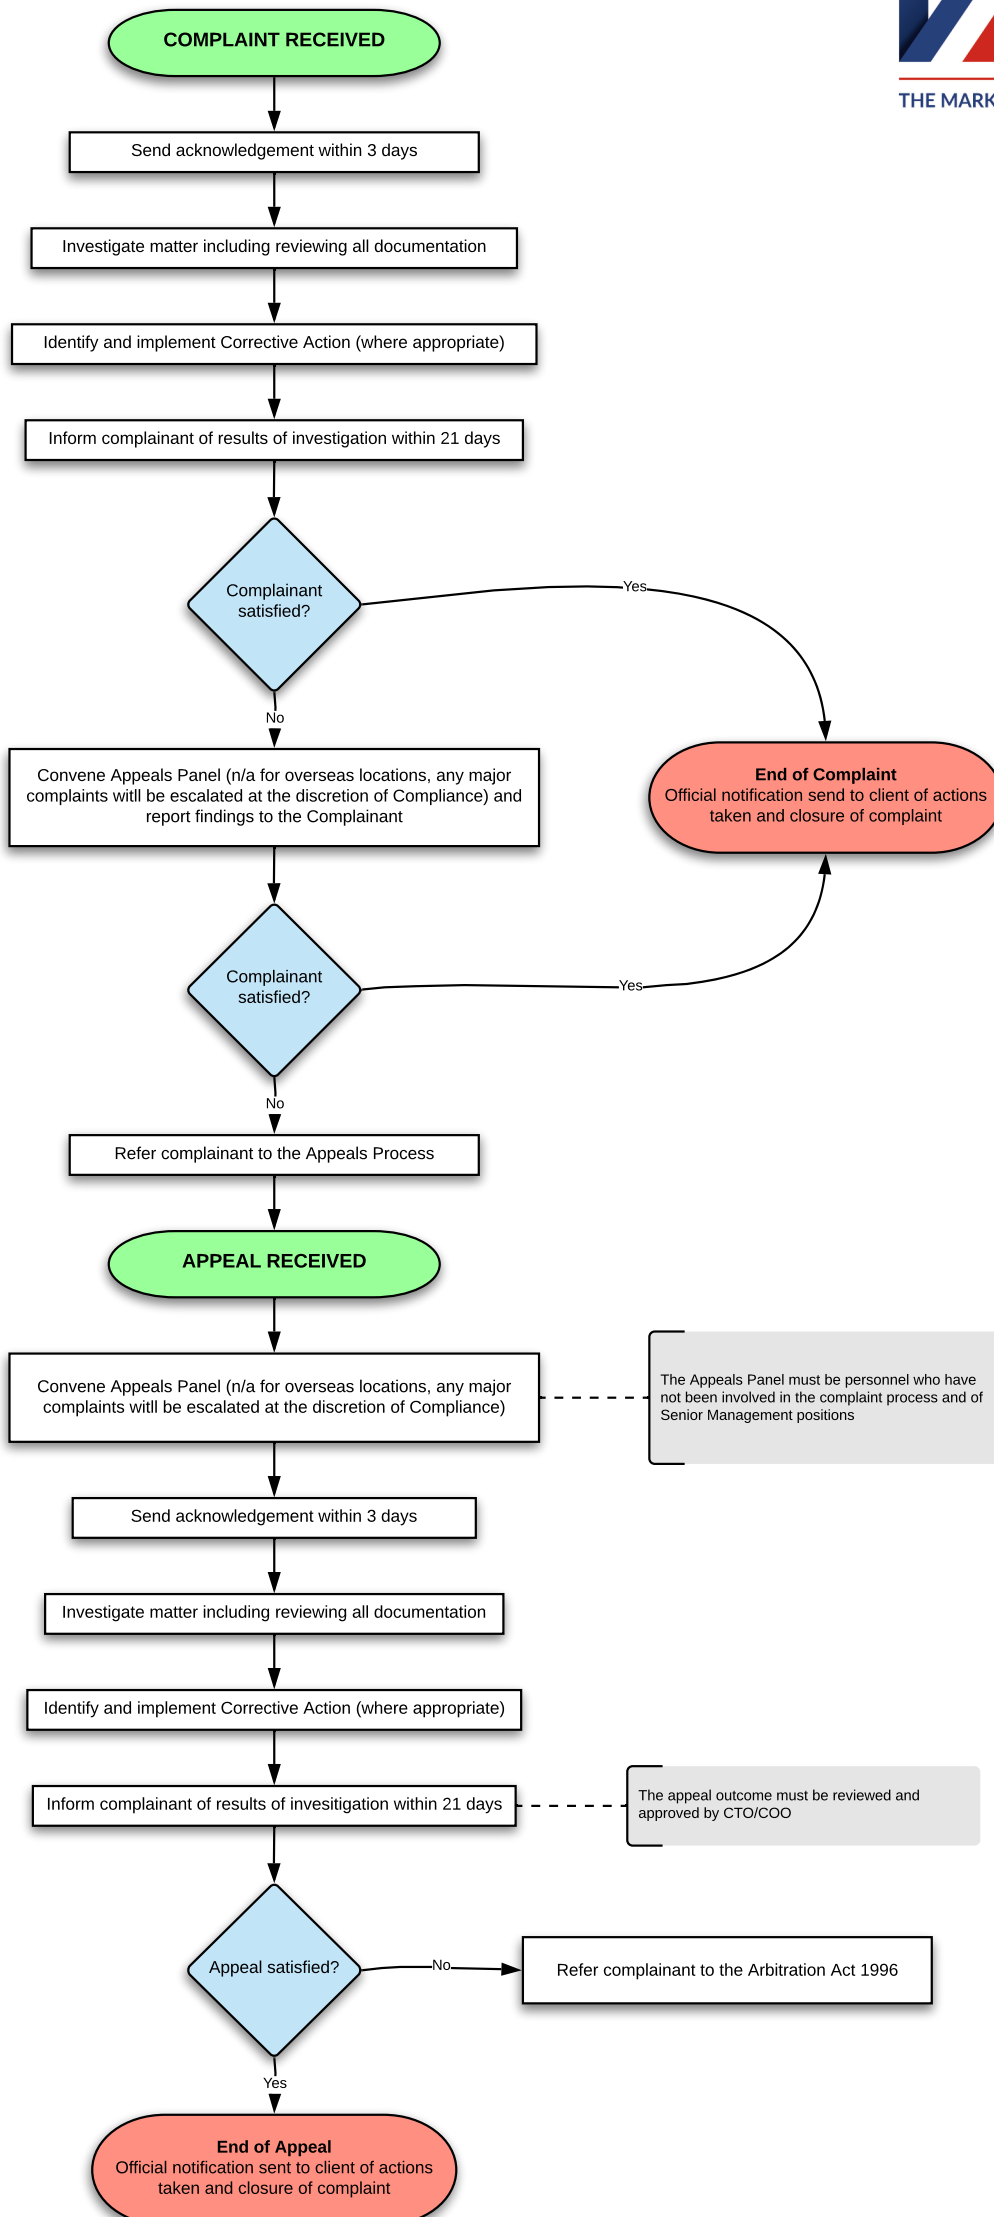 COMPLAINT RECEIVED
THE MARK
Send acknowledgement within 3 days
Investigate matter including reviewing all documentation
Identify and implement Corrective Action (where appropriate)
Inform complainant of results of investigation within 21 days
Complainant
satisfied?
Yes
No
Convene Appeals Panel (n/a for overseas locations, any major
complaints witll be escalated at the discretion of Compliance) and
report findings to the Complainant
End of Complaint
Official notification send to client of actions
taken and closure of complaint
Complainant
satisfied?
Yes
No
Refer complainant to the Appeals Process
APPEAL RECEIVED
Convene Appeals Panel (n/a for overseas locations, any major
complaints witll be escalated at the discretion of Compliance)
The Appeals Panel must be personnel who have
not been involved in the complaint process and of
Senior Management positions
Send acknowledgement within 3 days
Investigate matter including reviewing all documentation
Identify and implement Corrective Action (where appropriate)
Inform complainant of results of invesitigation within 21 days
The appeal outcome must be reviewed and
approved by CTO/COO
Appeal satisfied?
No
Refer complainant to the Arbitration Act 1996
Yes
End of Appeal
Official notification sent to client of actions
taken and closure of complaint